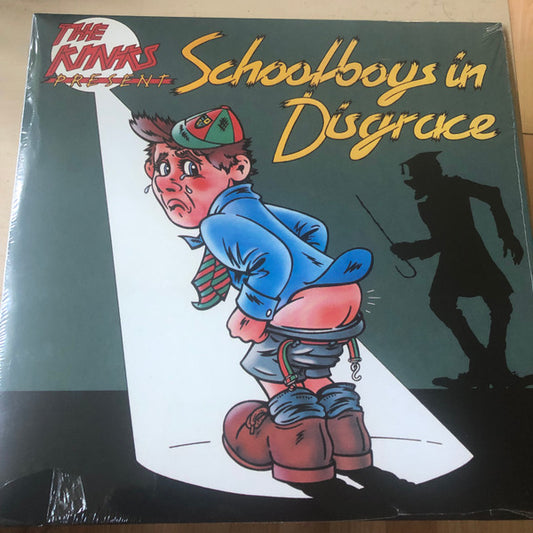 THE
KINKS
PRESENT
Schoolboys in
Disgrace